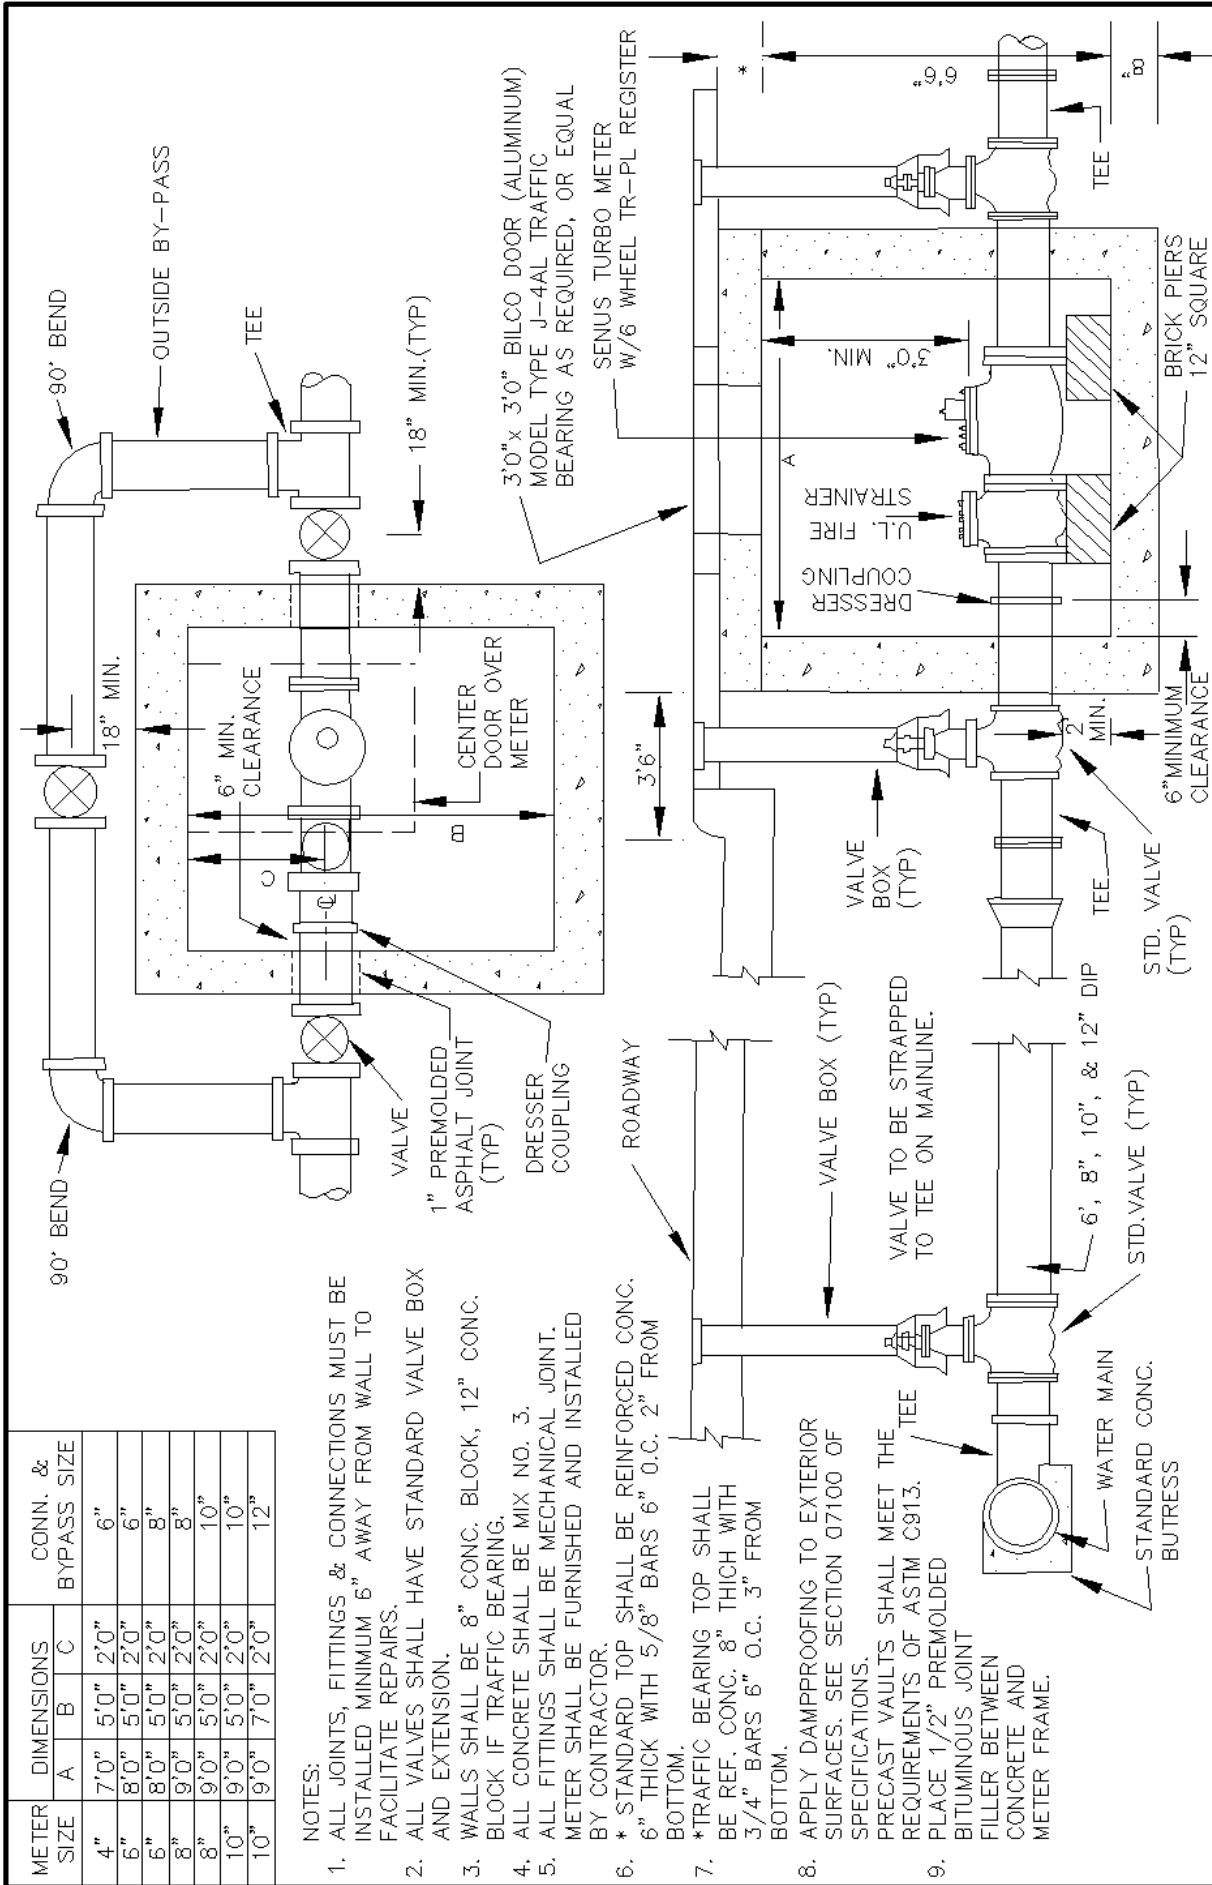 METER SIZE | DIMENSIONS A | B | C | CONN. & BYPASS SIZE
4" | 7'0" | 5'0" | 2'0" | 6"
6" | 8'0" | 5'0" | 2'0" | 6"
6" | 8'0" | 5'0" | 2'0" | 8"
8" | 9'0" | 5'0" | 2'0" | 8"
8" | 9'0" | 5'0" | 2'0" | 10"
10" | 9'0" | 5'0" | 2'0" | 10"
10" | 9'0" | 7'0" | 2'0" | 12"
NOTES:
1. ALL JOINTS, FITTINGS & CONNECTIONS MUST BE
INSTALLED MINIMUM 6" AWAY FROM WALL TO
FACILITATE REPAIRS.
2. ALL VALVES SHALL HAVE STANDARD VALVE BOX
AND EXTENSION.
3. WALLS SHALL BE 8" CONC. BLOCK, 12" CONC.
BLOCK IF TRAFFIC BEARING.
4. ALL CONCRETE SHALL BE MIX NO. 3.
5. ALL FITTINGS SHALL BE MECHANICAL JOINT.
METER SHALL BE FURNISHED AND INSTALLED
BY CONTRACTOR.
6. * STANDARD TOP SHALL BE REINFORCED CONC.
6" THICK WITH 5/8" BARS 6" O.C. 2" FROM
BOTTOM.
7. *TRAFFIC BEARING TOP SHALL
BE REF. CONC. 8" THICH WITH
3/4" BARS 6" O.C. 3" FROM
BOTTOM.
8. APPLY DAMPPROOFING TO EXTERIOR
SURFACES. SEE SECTION 07100 OF
SPECIFICATIONS.
PRECAST VAULTS SHALL MEET THE
REQUIREMENTS OF ASTM C913.
9. PLACE 1/2" PREMOLDED
BITUMINOUS JOINT
FILLER BETWEEN
CONCRETE AND
METER FRAME.
90° BEND
90° BEND
OUTSIDE BY-PASS
TEE
18" MIN.
18" MIN.(TYP)
6" MIN.
CLEARANCE
C
B
CL
CENTER
DOOR OVER
METER
VALVE
1" PREMOLDED
ASPHALT JOINT
(TYP)
DRESSER
COUPLING
3'0"x 3'0" BILCO DOOR (ALUMINUM)
MODEL TYPE J-4AL TRAFFIC
BEARING AS REQUIRED, OR EQUAL
SENUS TURBO METER
W/6 WHEEL TR-PL REGISTER
ROADWAY
3'6"
*
6'6"
8"
A
3'0" MIN.
U.L. FIRE
STRAINER
DRESSER
COUPLING
VALVE
BOX
(TYP)
VALVE BOX (TYP)
VALVE TO BE STRAPPED
TO TEE ON MAINLINE.
TEE
TEE
TEE
2"
MIN.
6"MINIMUM
CLEARANCE
BRICK PIERS
12" SQUARE
STD. VALVE
(TYP)
6', 8", 10", & 12" DIP
STD.VALVE (TYP)
WATER MAIN
STANDARD CONC.
BUTRESS